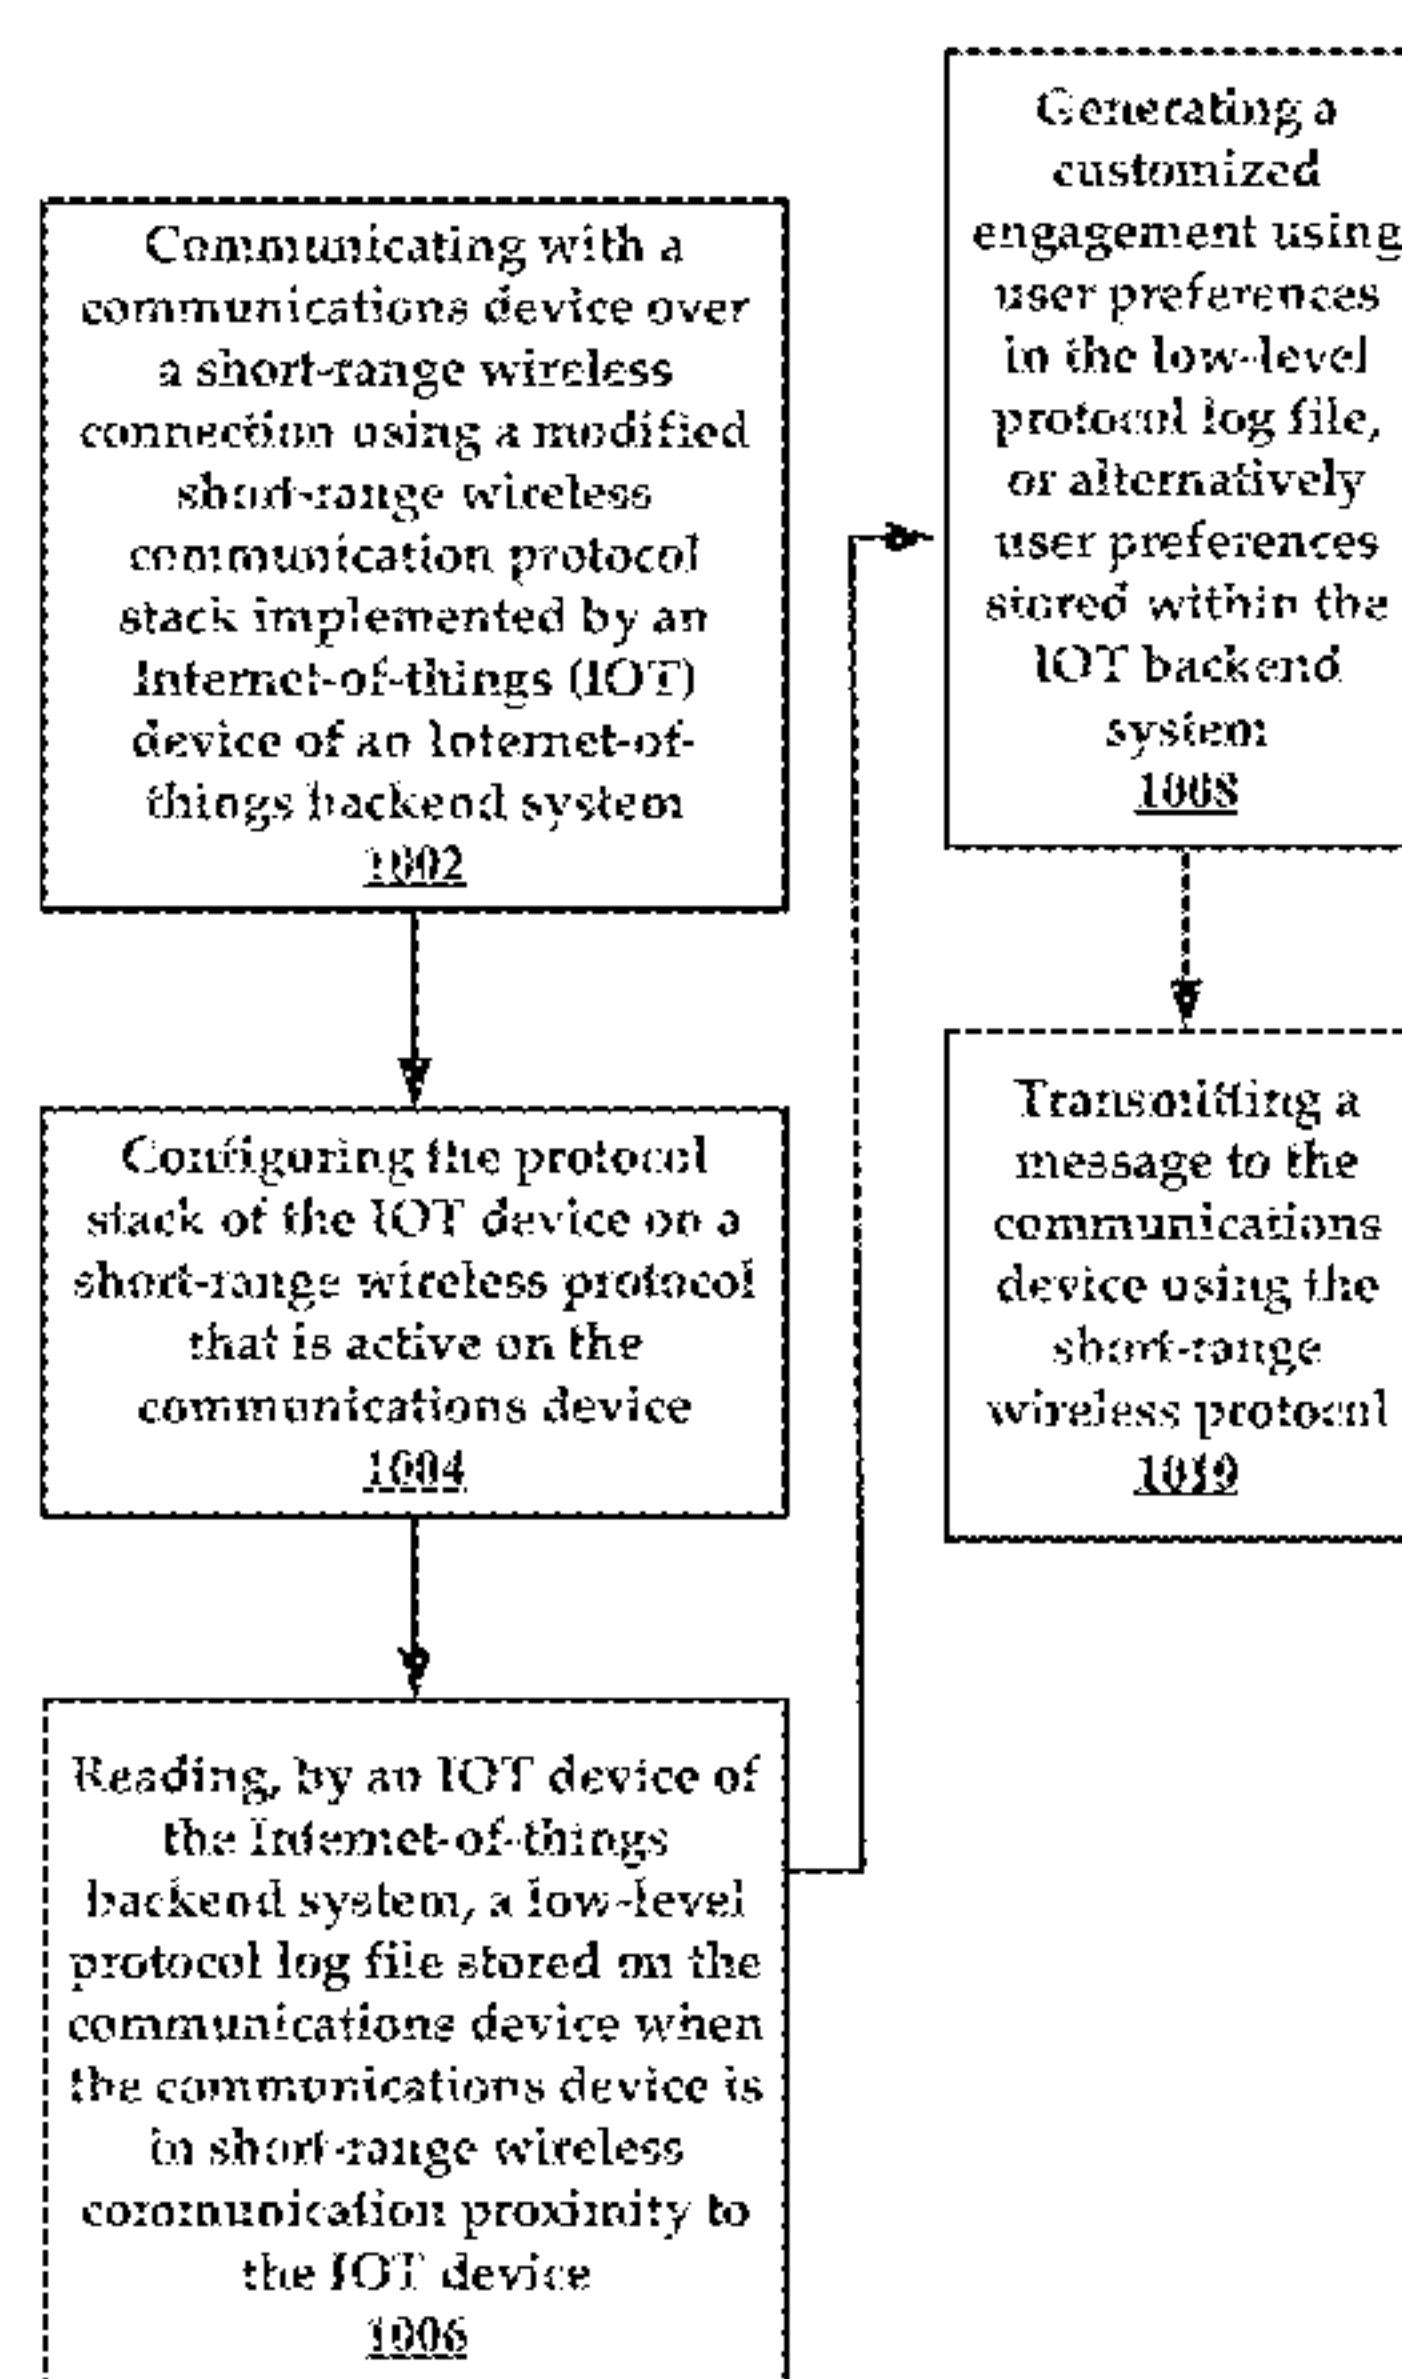 Communicating with a
communications device over
a short-range wireless
connection using a modified
short-range wireless
communication protocol
stack implemented by an
Internet-of-things (IOT)
device of an Internet-of-
things backend system
1002
Configuring the protocol
stack of the IOT device on a
short-range wireless protocol
that is active on the
communications device
1004
Reading, by an IOT device of
the Internet-of-things
backend system, a low-level
protocol log file stored on the
communications device when
the communications device is
in short-range wireless
communication proximity to
the IOT device
1006
Generating a
customized
engagement using
user preferences
in the low-level
protocol log file,
or alternatively
user preferences
stored within the
IOT backend
system
1008
Transmitting a
message to the
communications
device using the
short-range
wireless protocol
1010